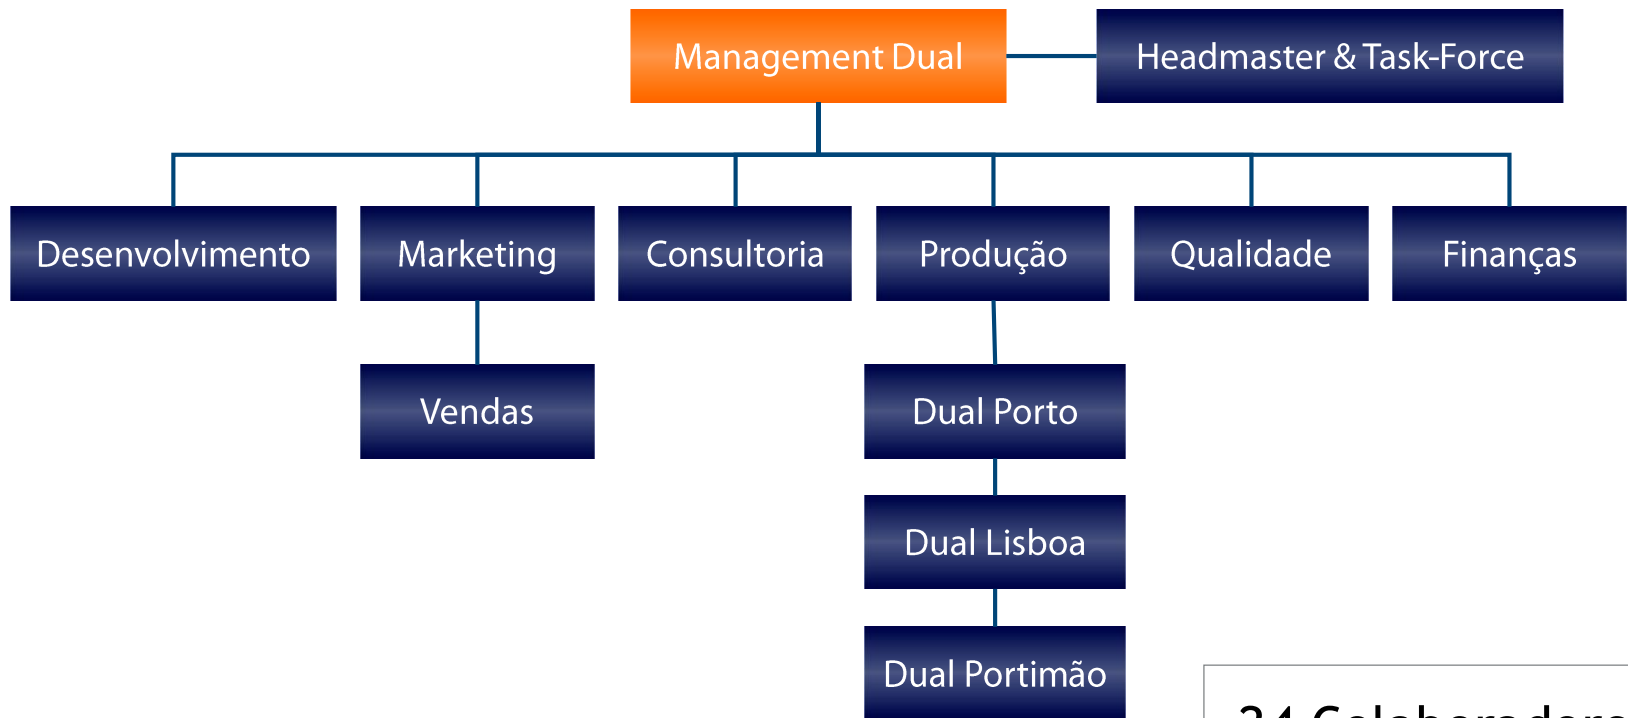 Management Dual
Headmaster & Task-Force
Desenvolvimento
Marketing
Consultoria
Produção
Qualidade
Finanças
Vendas
Dual Porto
Dual Lisboa
Dual Portimão